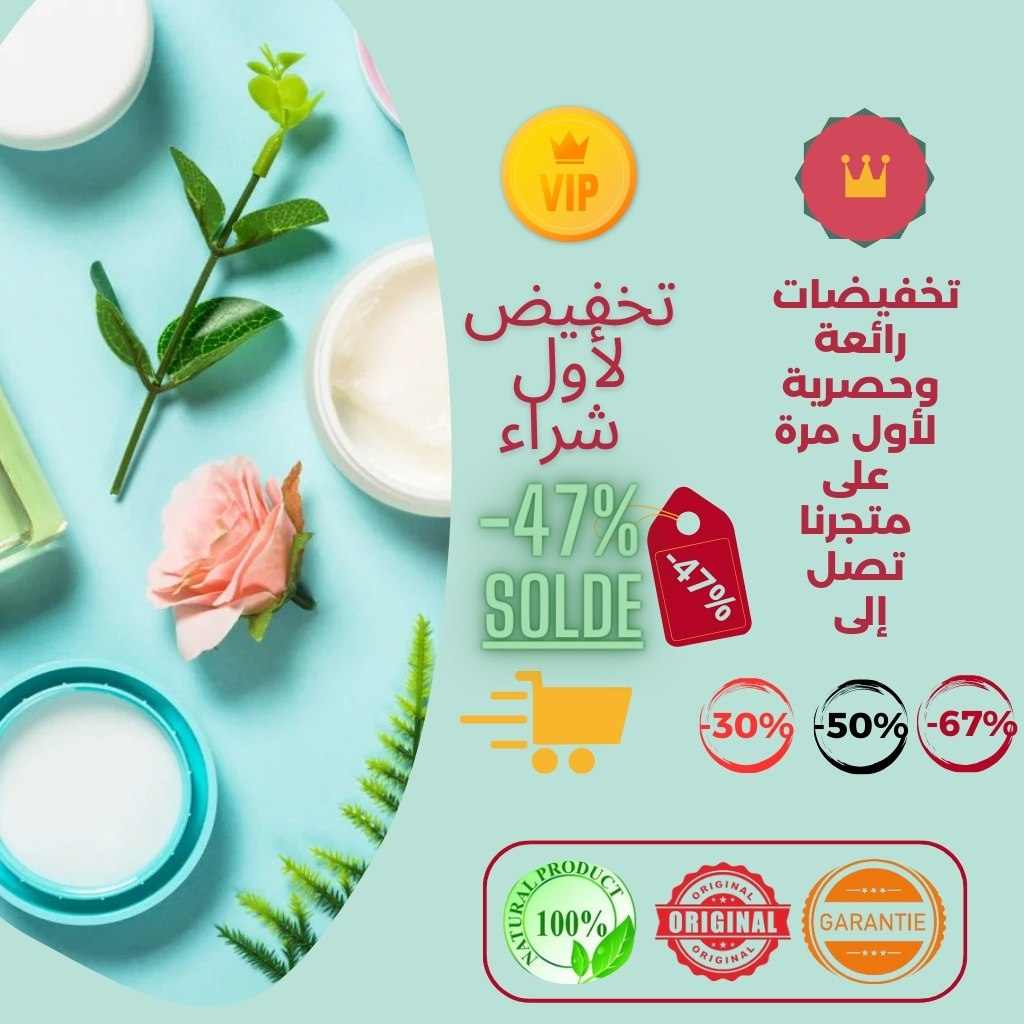 VIP
تخفيض
لأول
شراء
-47%
SOLDE
-47%
تخفيضات
رائعة
وحصرية
لأول مرة
على
متجرنا
تصل
إلى
-30%
-50%
-67%
NATURAL PRODUCT
100%
ORIGINAL
ORIGINAL
ORIGINAL
GARANTIE